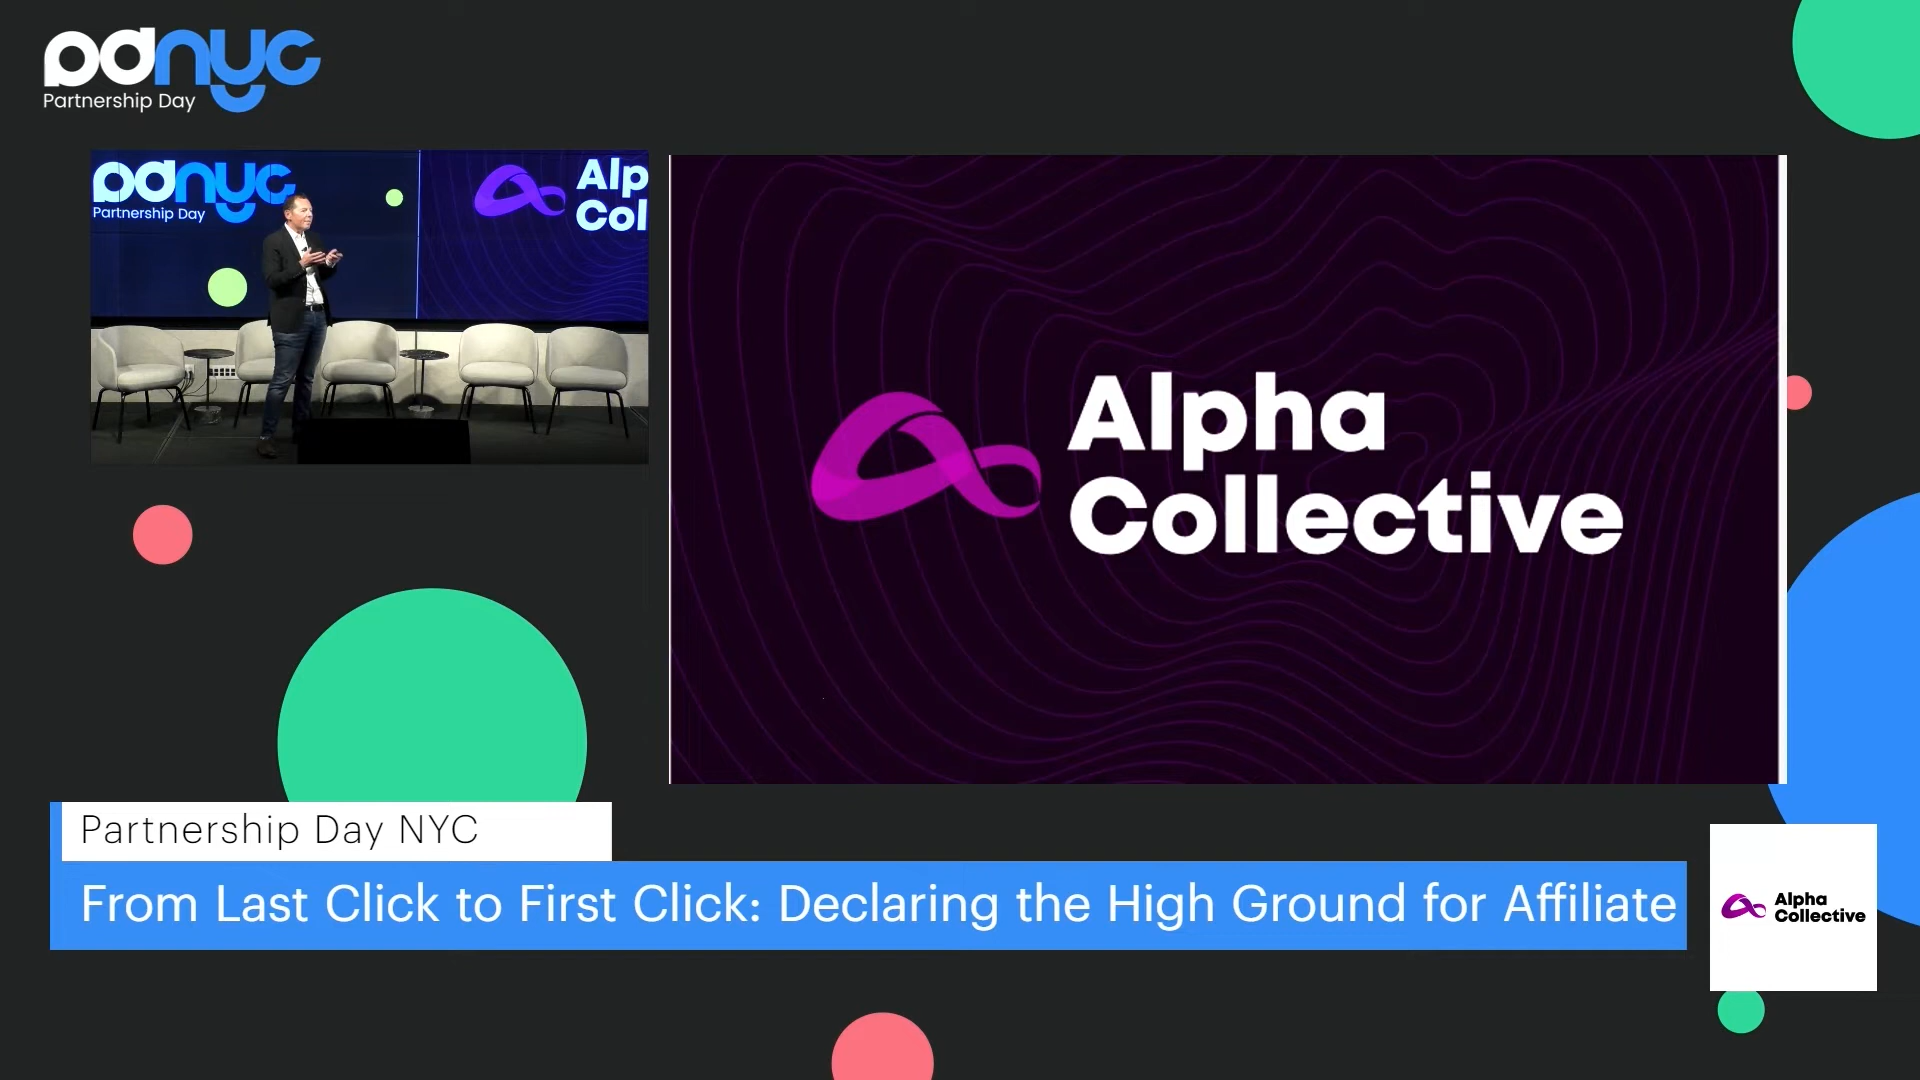 pdnyc
Partnership Day
pdnyc
Partnership Day
Alp
Col
Alpha
Collective
Partnership Day NYC
From Last Click to First Click: Declaring the High Ground for Affiliate
Alpha
Collective